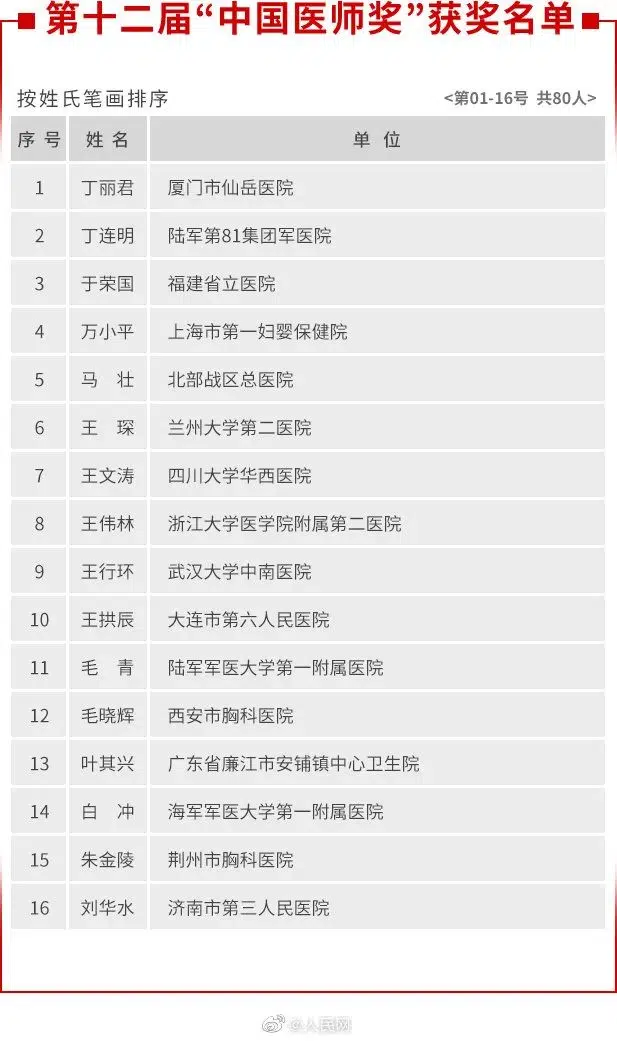 第十二届“中国医师奖”获奖名单
按姓氏笔画排序 <第01-16号 共80人>
序 号 姓 名 单 位
1 丁丽君 厦门市仙岳医院
2 丁连明 陆军第81集团军医院
3 于荣国 福建省立医院
4 万小平 上海市第一妇婴保健院
5 马 壮 北部战区总医院
6 王 琛 兰州大学第二医院
7 王文涛 四川大学华西医院
8 王伟林 浙江大学医学院附属第二医院
9 王行环 武汉大学中南医院
10 王拱辰 大连市第六人民医院
11 毛 青 陆军军医大学第一附属医院
12 毛晓辉 西安市胸科医院
13 叶其兴 广东省廉江市安铺镇中心卫生院
14 白 冲 海军军医大学第一附属医院
15 朱金陵 荆州市胸科医院
16 刘华水 济南市第三人民医院
@人民网